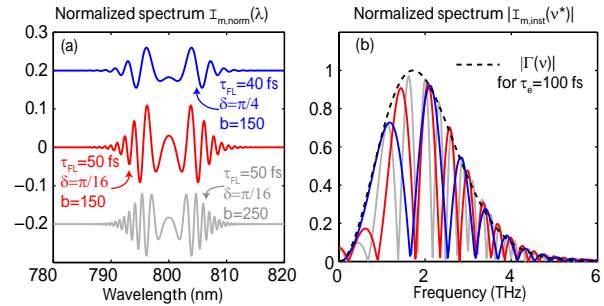 Normalized spectrum I_m,norm(λ)
(a)
0.3
0.2
0.1
0
−0.1
−0.2
780
790
800
810
820
Wavelength (nm)
τ_FL=40 fs
δ=π/4
b=150
τ_FL=50 fs
δ=π/16
b=150
τ_FL=50 fs
δ=π/16
b=250
Normalized spectrum |I_m,inst(ν*)|
(b)
|Γ(ν)|
for τ_e=100 fs
1
0.8
0.6
0.4
0.2
0
0
2
4
6
Frequency (THz)